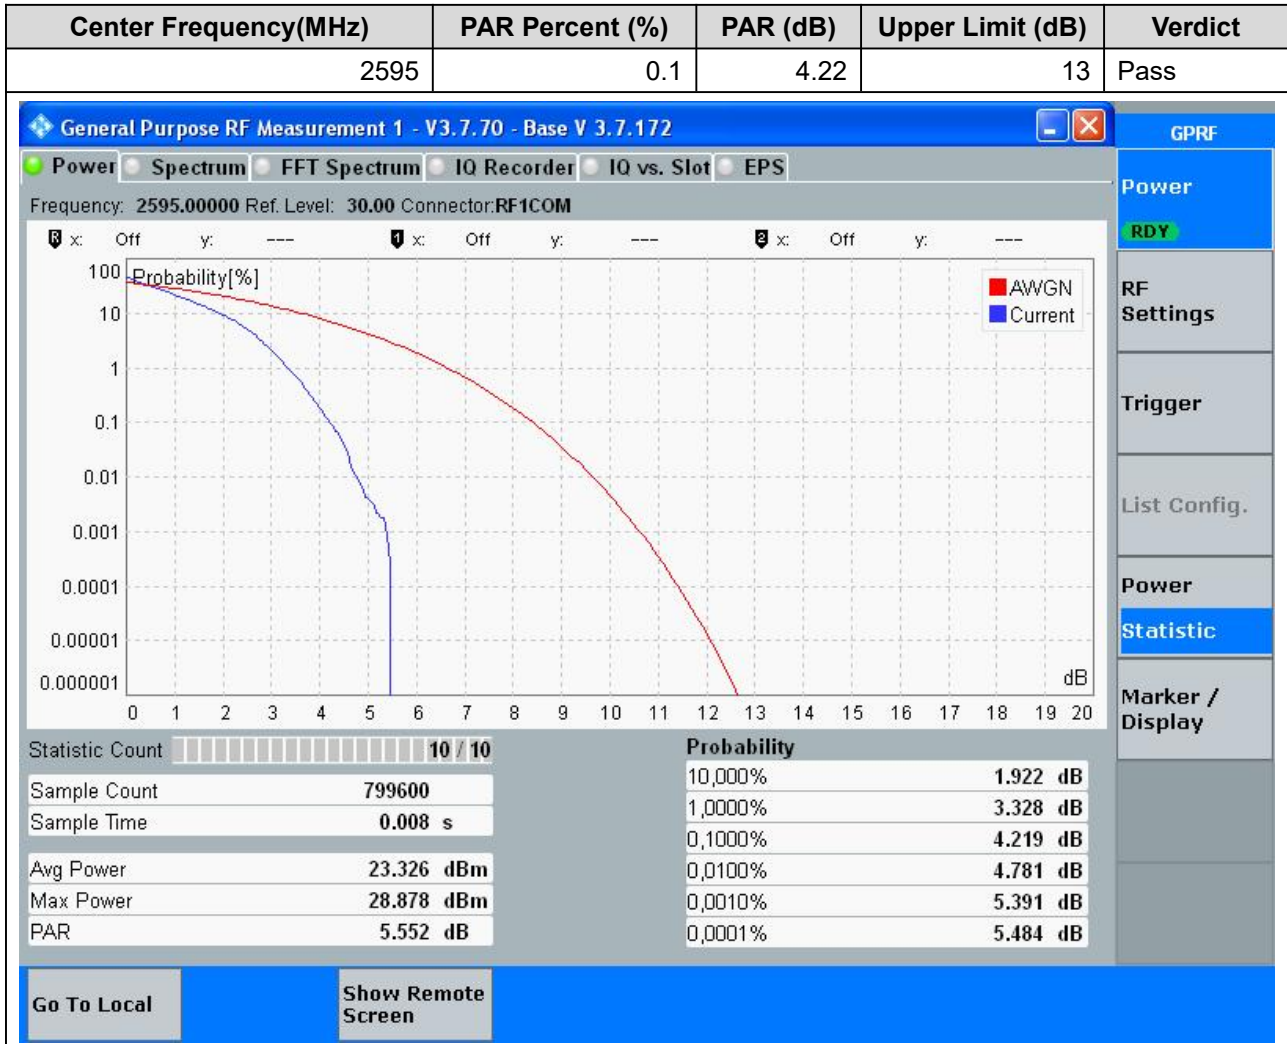 Center Frequency(MHz) PAR Percent (%) PAR (dB) Upper Limit (dB) Verdict
2595 0.1 4.22 13 Pass
General Purpose RF Measurement 1 - V3.7.70 - Base V 3.7.172
GPRF
Power Spectrum FFT Spectrum IQ Recorder IQ vs. Slot EPS
Power
RDY
Frequency: 2595.00000 Ref. Level: 30.00 Connector:RF1COM
R x: Off y: --- 1 x: Off y: --- 2 x: Off y: ---
Probability[%]
AWGN
Current
100
10
1
0.1
0.01
0.001
0.0001
0.00001
0.000001
dB
0 1 2 3 4 5 6 7 8 9 10 11 12 13 14 15 16 17 18 19 20
RF
Settings
Trigger
List Config.
Power
Statistic
Marker /
Display
Statistic Count 10 / 10
Sample Count 799600
Sample Time 0.008 s
Avg Power 23.326 dBm
Max Power 28.878 dBm
PAR 5.552 dB
Probability
10,000% 1.922 dB
1,0000% 3.328 dB
0,1000% 4.219 dB
0,0100% 4.781 dB
0,0010% 5.391 dB
0,0001% 5.484 dB
Go To Local
Show Remote
Screen